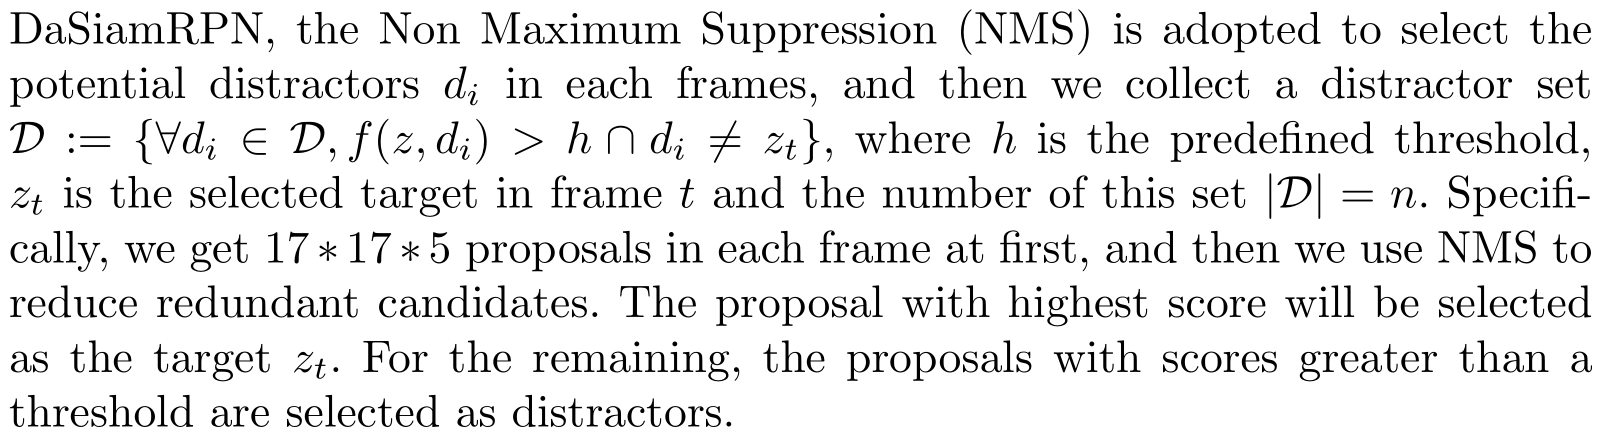 DaSiamRPN, the Non Maximum Suppression (NMS) is adopted to select the
potential distractors $d_i$ in each frames, and then we collect a distractor set
$\mathcal{D} := \{\forall d_i \in \mathcal{D}, f(z, d_i) > h \cap d_i \neq z_t\}$, where $h$ is the predefined threshold,
$z_t$ is the selected target in frame $t$ and the number of this set $|\mathcal{D}| = n$. Specifi-
cally, we get $17 * 17 * 5$ proposals in each frame at first, and then we use NMS to
reduce redundant candidates. The proposal with highest score will be selected
as the target $z_t$. For the remaining, the proposals with scores greater than a
threshold are selected as distractors.